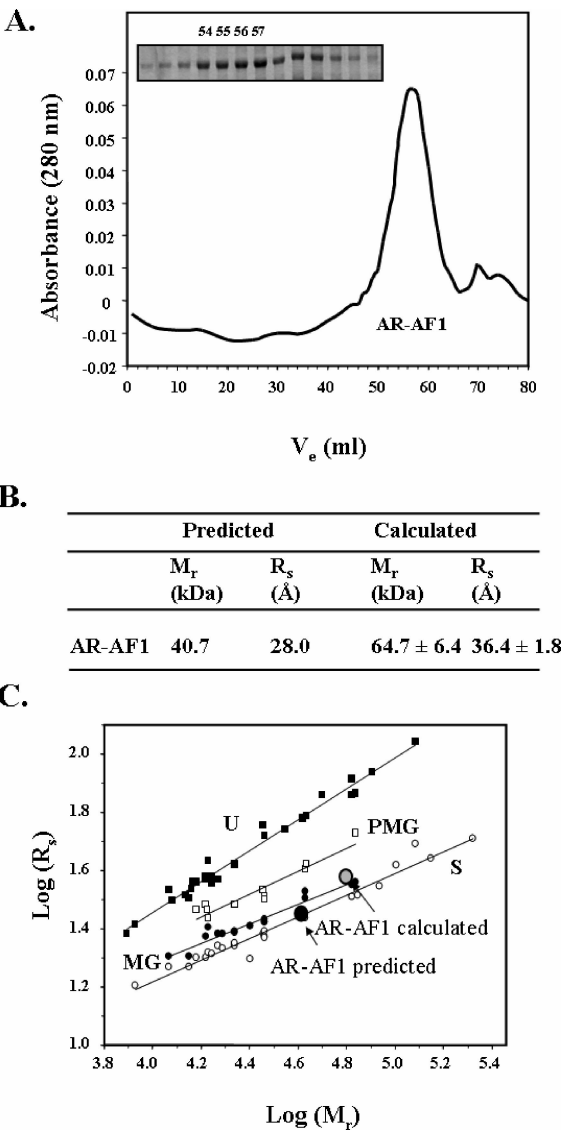 A.
54 55 56 57
0.07
0.06
0.05
0.04
0.03
0.02
0.01
0
-0.01
-0.02
Absorbance (280 nm)
AR-AF1
0 10 20 30 40 50 60 70 80
Ve (ml)
B.
Predicted Calculated
Mr Rs Mr Rs
(kDa) (Å) (kDa) (Å)
AR-AF1 40.7 28.0 64.7 ± 6.4 36.4 ± 1.8
C.
2.0
1.8
1.6
1.4
1.2
1.0
Log (Rs)
U
PMG
S
MG
AR-AF1 calculated
AR-AF1 predicted
3.8 4.0 4.2 4.4 4.6 4.8 5.0 5.2 5.4
Log (Mr)